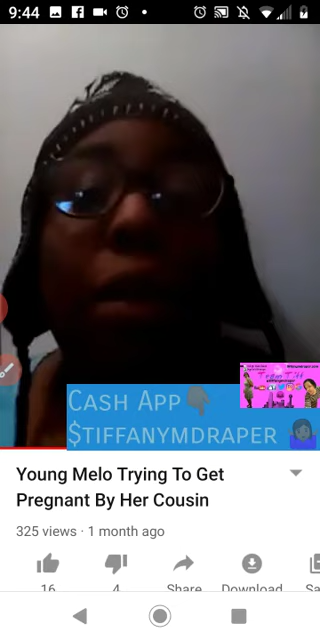 9:44
CASH APP
$TIFFANYMDRAPER
Young Melo Trying To Get
Pregnant By Her Cousin
325 views · 1 month ago
16
4
Share
Download